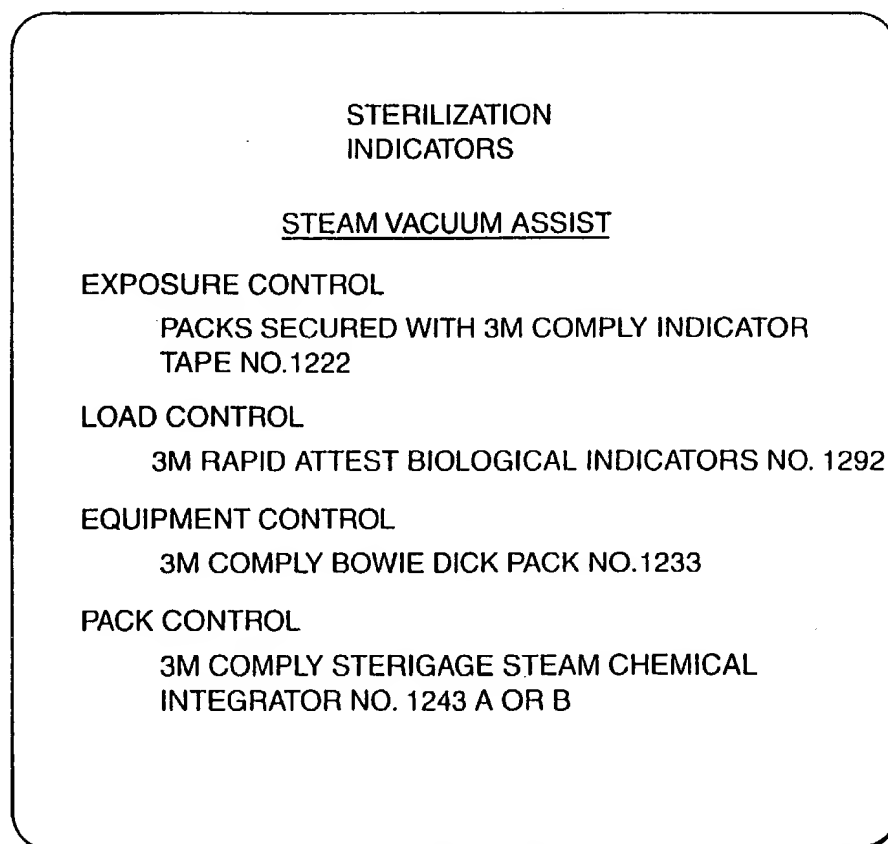 STERILIZATION
INDICATORS
STEAM VACUUM ASSIST
EXPOSURE CONTROL
PACKS SECURED WITH 3M COMPLY INDICATOR
TAPE NO.1222
LOAD CONTROL
3M RAPID ATTEST BIOLOGICAL INDICATORS NO. 1292
EQUIPMENT CONTROL
3M COMPLY BOWIE DICK PACK NO.1233
PACK CONTROL
3M COMPLY STERIGAGE STEAM CHEMICAL
INTEGRATOR NO. 1243 A OR B